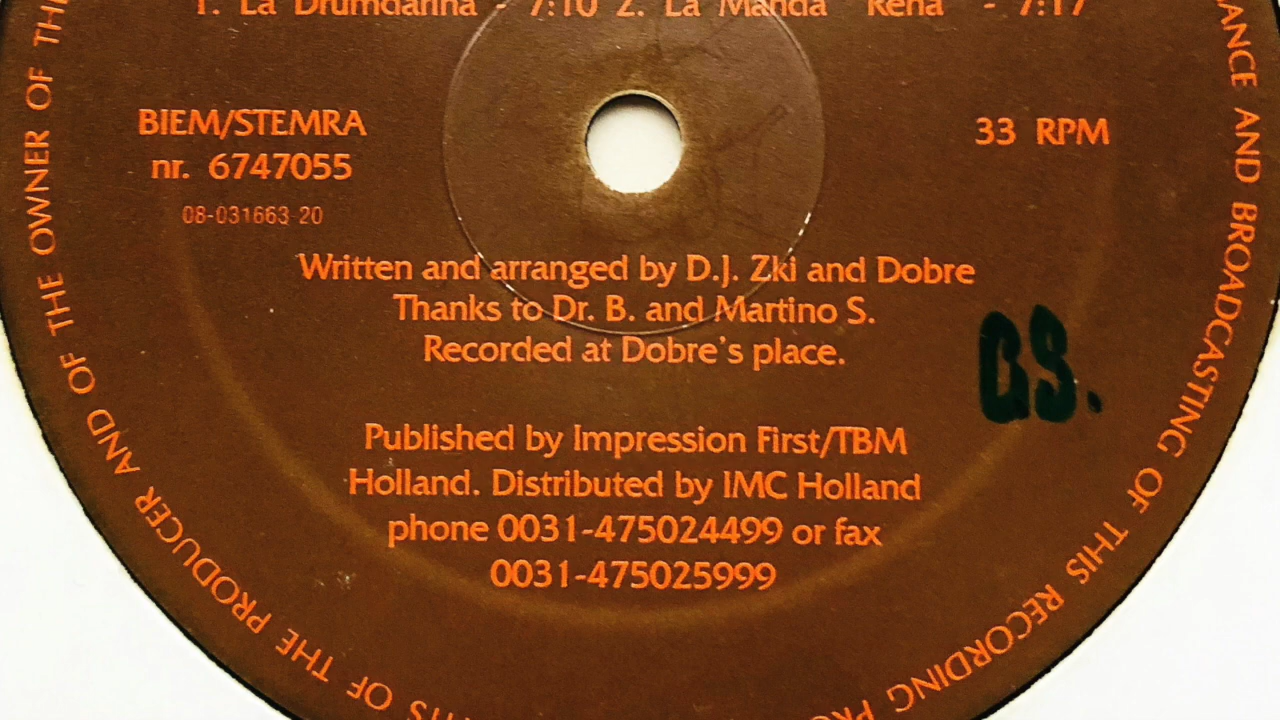 1. La Drumdanna - 7:10 2. La Manda Rena - 7:17
BIEM/STEMRA
nr. 6747055
08-031663-20
33 RPM
Written and arranged by D.J. Zki and Dobre
Thanks to Dr. B. and Martino S.
Recorded at Dobre's place.
Published by Impression First/TBM
Holland. Distributed by IMC Holland
phone 0031-475024499 or fax
0031-475025999
OF THE PRODUCER AND OF THE OWNER OF THE
AND BROADCASTING OF THIS RECORDING